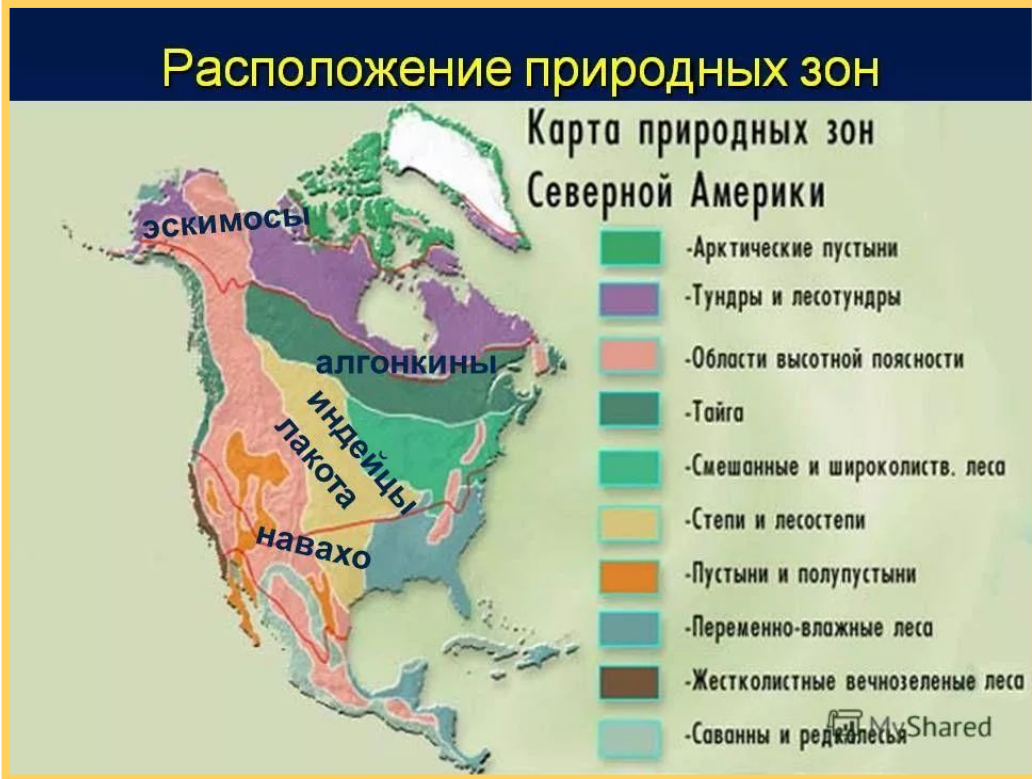 Расположение природных зон
Карта природных зон
Северной Америки
эскимосы
алгонкины
индейцы
лакота
навахо
-Арктические пустыни
-Тундры и лесотундры
-Области высотной поясности
-Тайга
-Смешанные и широколиств. леса
-Степи и лесостепи
-Пустыни и полупустыни
-Переменно-влажные леса
-Жестколистные вечнозеленые леса
-Саванны и редколесья
MyShared